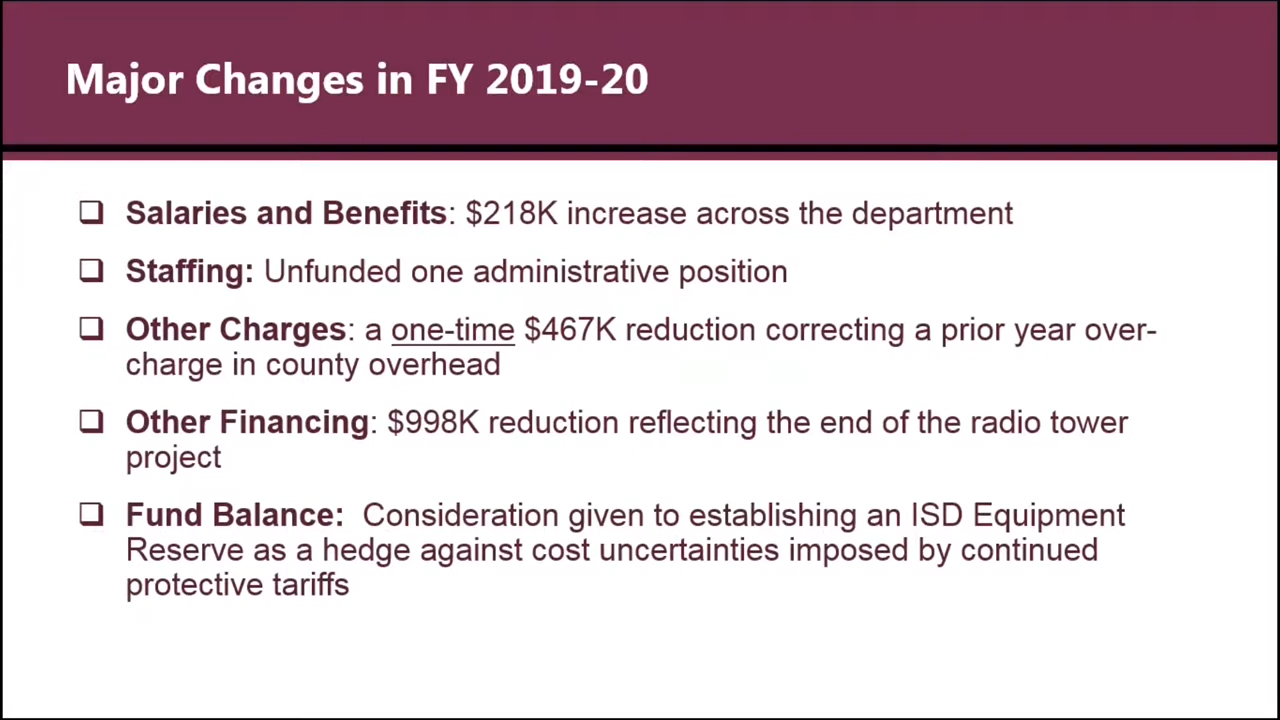 Major Changes in FY 2019-20
❑ Salaries and Benefits: $218K increase across the department
❑ Staffing: Unfunded one administrative position
❑ Other Charges: a one-time $467K reduction correcting a prior year over-
charge in county overhead
❑ Other Financing: $998K reduction reflecting the end of the radio tower
project
❑ Fund Balance: Consideration given to establishing an ISD Equipment
Reserve as a hedge against cost uncertainties imposed by continued
protective tariffs